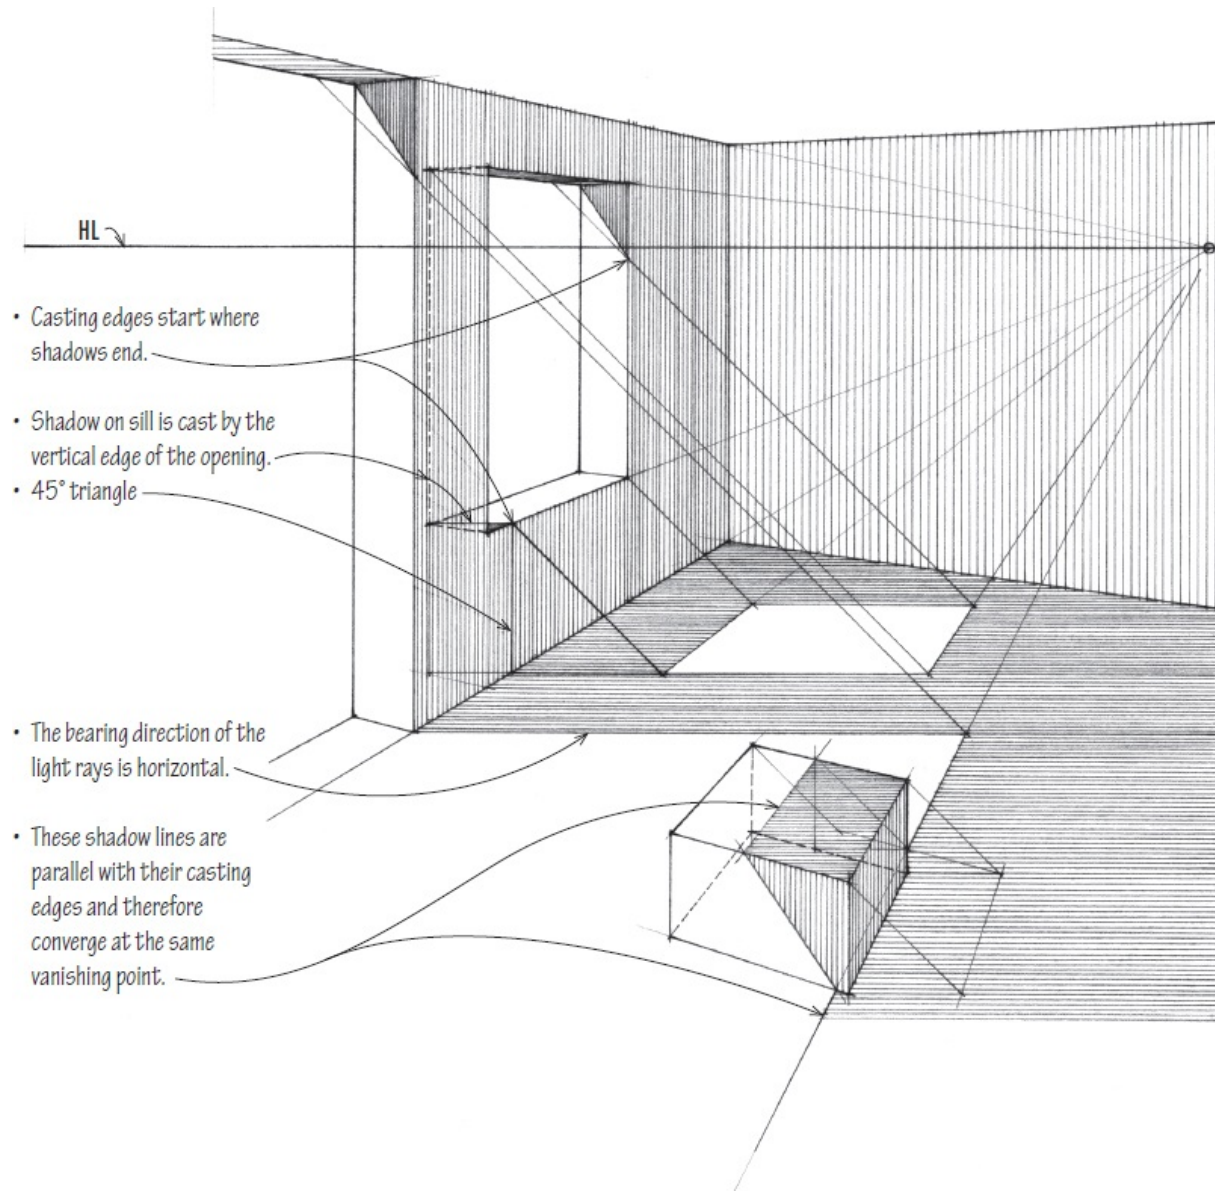 HL
• Casting edges start where
shadows end.
• Shadow on sill is cast by the
vertical edge of the opening.
• 45° triangle
• The bearing direction of the
light rays is horizontal.
• These shadow lines are
parallel with their casting
edges and therefore
converge at the same
vanishing point.